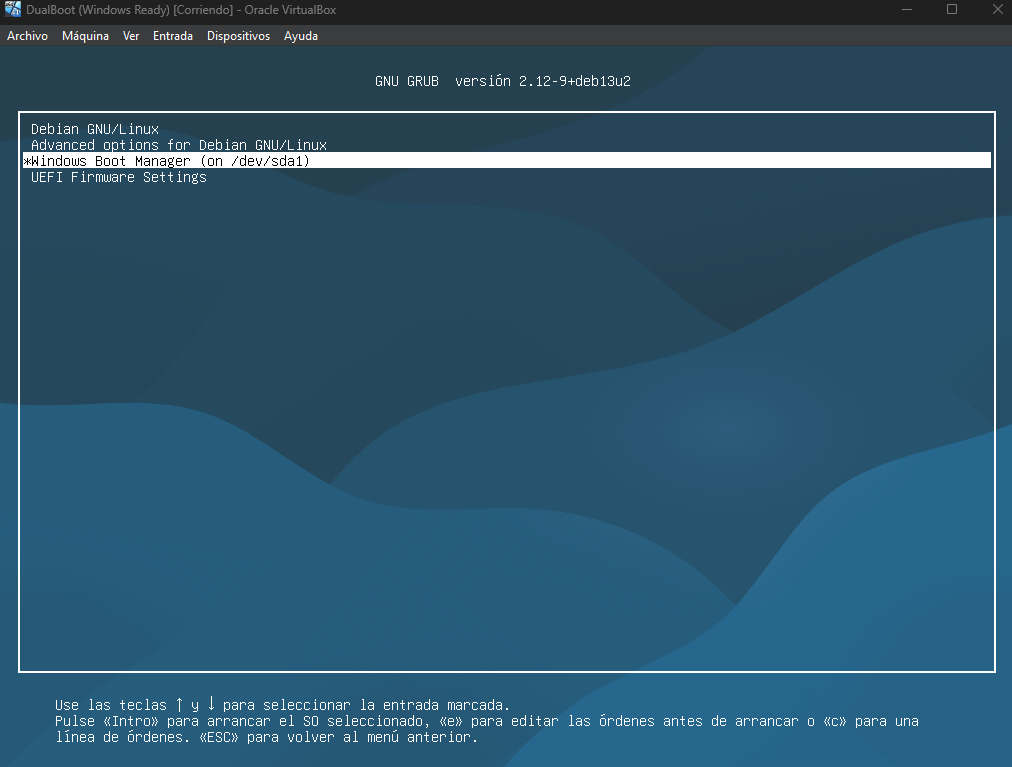 DualBoot (Windows Ready) [Corriendo] - Oracle VirtualBox
Archivo Máquina Ver Entrada Dispositivos Ayuda
GNU GRUB versión 2.12-9+deb13u2
Debian GNU/Linux
Advanced options for Debian GNU/Linux
*Windows Boot Manager (on /dev/sda1)
UEFI Firmware Settings
Use las teclas ↑ y ↓ para seleccionar la entrada marcada.
Pulse «Intro» para arrancar el SO seleccionado, «e» para editar las órdenes antes de arrancar o «c» para una
línea de órdenes. «ESC» para volver al menú anterior.